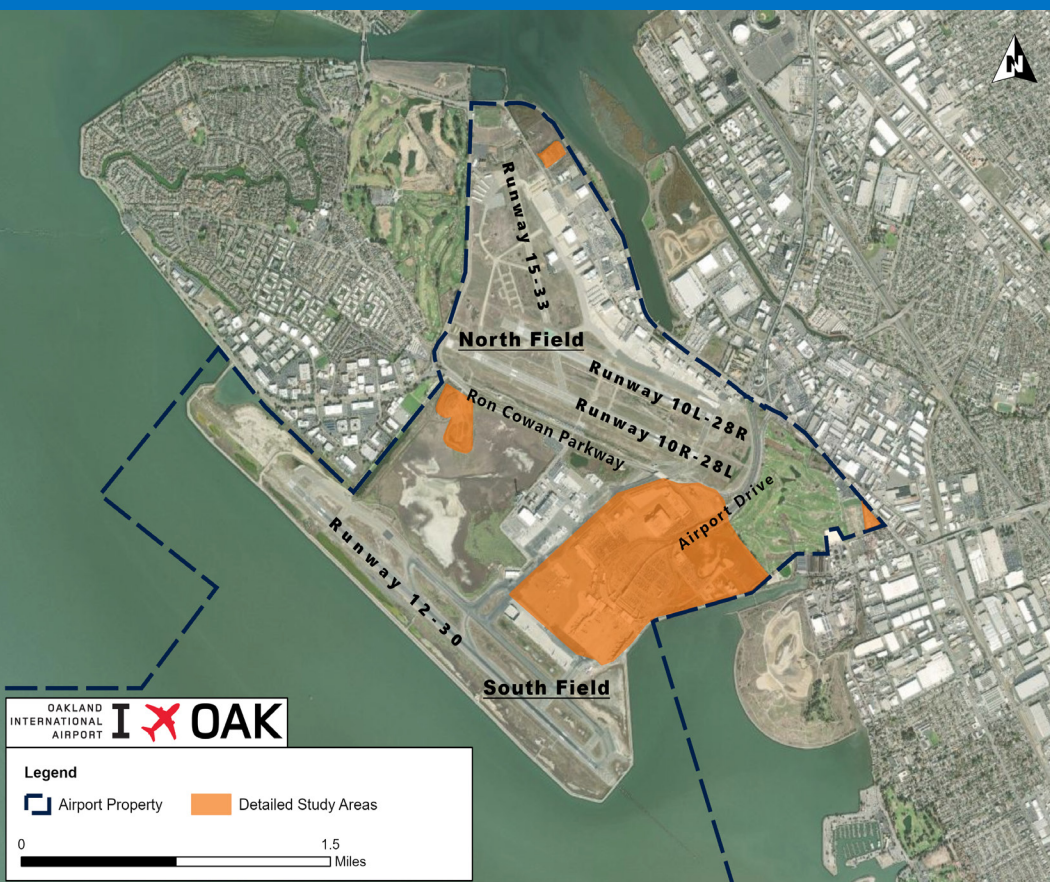 N
Runway 15-33
North Field
Runway 10L-28R
Runway 10R-28L
Ron Cowan Parkway
Airport Drive
Runway 12-30
South Field
OAKLAND
INTERNATIONAL
AIRPORT
I OAK
Legend
Airport Property
Detailed Study Areas
0 1.5
Miles